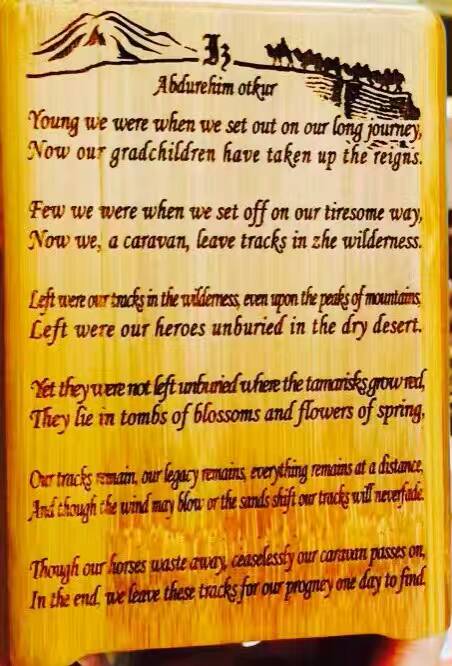 Iz
Abdurehim otkur
Young we were when we set out on our long journey,
Now our gradchildren have taken up the reigns.
Few we were when we set off on our tiresome way,
Now we, a caravan, leave tracks in zhe wilderness.
Left were our tracks in the wilderness, even upon the peaks of mountains,
Left were our heroes unburied in the dry desert.
Yet they were not left unburied where the tamarisks grow red,
They lie in tombs of blossoms and flowers of spring,
Our tracks remain, our legacy remains, everything remains at a distance,
And though the wind may blow or the sands shift our tracks will neverfade.
Though our horses waste away, ceaselessly our caravan passes on,
In the end, we leave these tracks for our progney one day to find.